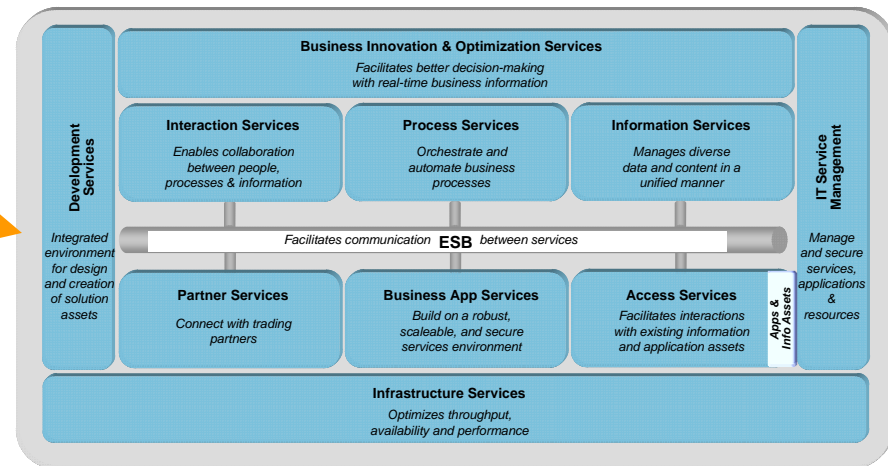 Business Innovation & Optimization Services
Facilitates better decision-making
with real-time business information
Development
Services
Integrated
environment
for design
and creation
of solution
assets
Interaction Services
Enables collaboration
between people,
processes & information
Process Services
Orchestrate and
automate business
processes
Information Services
Manages diverse
data and content in a
unified manner
IT Service
Management
Manage
and secure
services,
applications
&
resources
Facilitates communication ESB between services
Partner Services
Connect with trading
partners
Business App Services
Build on a robust,
scaleable, and secure
services environment
Access Services
Facilitates interactions
with existing information
and application assets
Apps &
Info Assets
Infrastructure Services
Optimizes throughput,
availability and performance